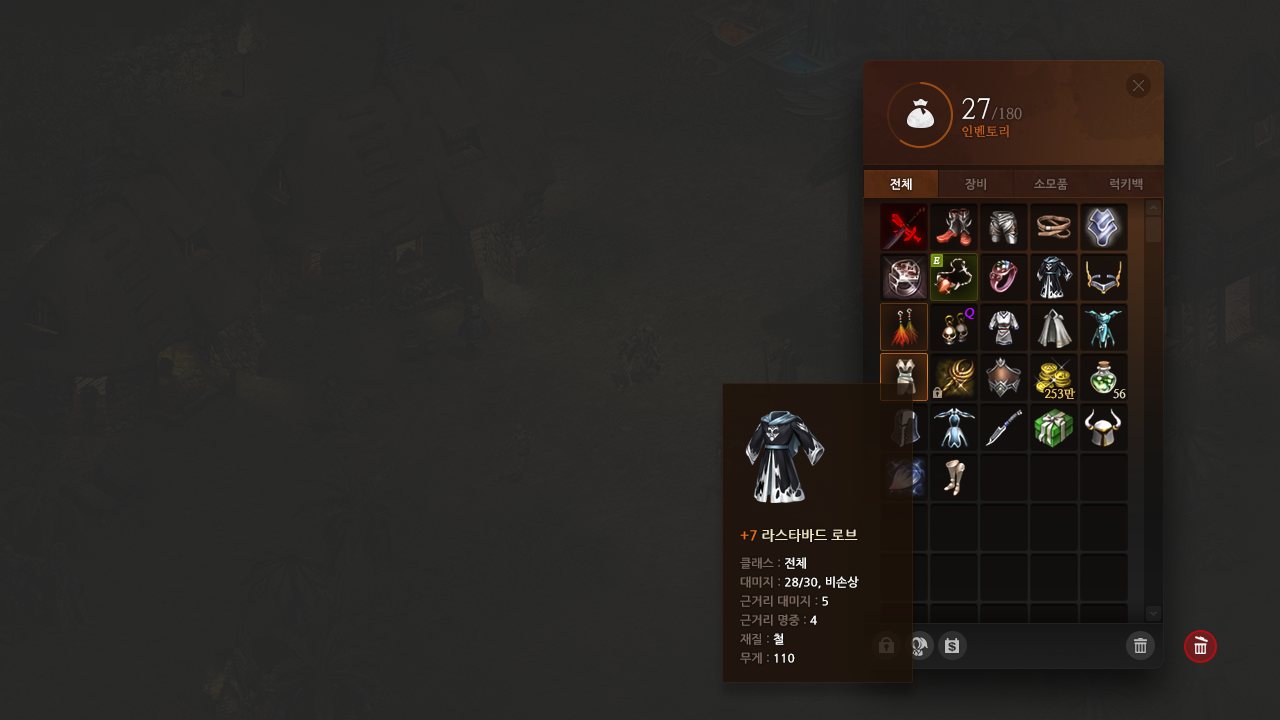 27/180
인벤토리
전체 장비 소모품 럭키백
E
Q
253만 56
+7 라스타바드 로브
클래스 : 전체
대미지 : 28/30, 비손상
근거리 대미지 : 5
근거리 명중 : 4
재질 : 철
무게 : 110
S